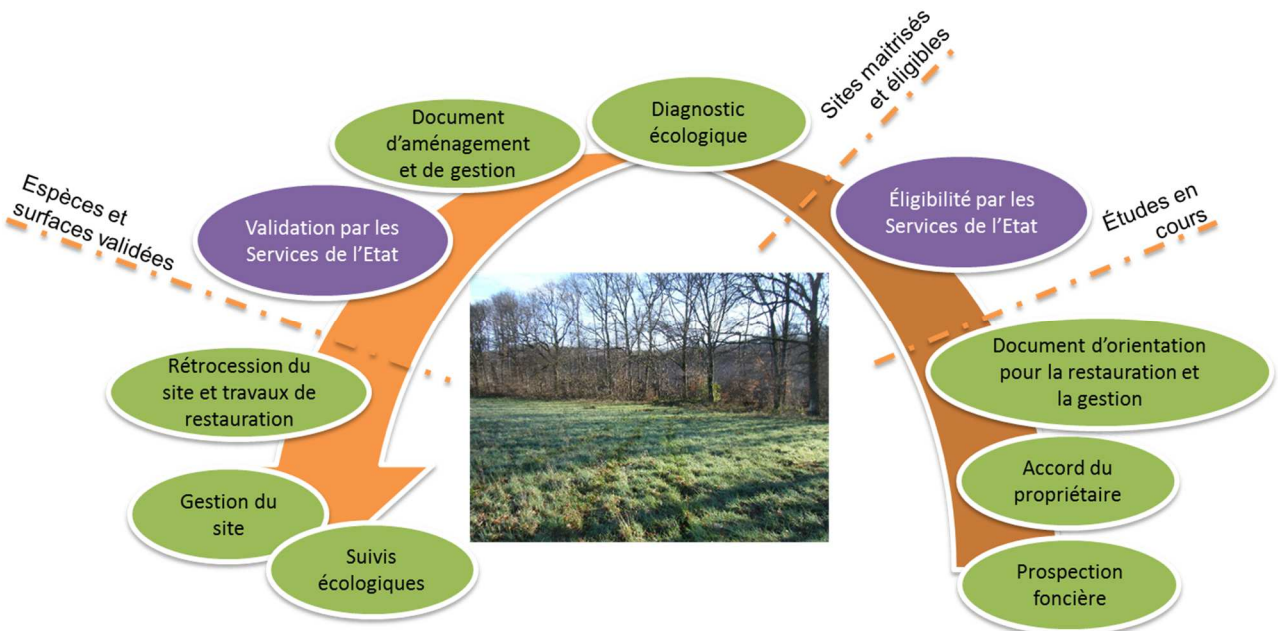 Sites maitrisés
et éligibles
Diagnostic
écologique
Document
d'aménagement
et de gestion
Éligibilité par les
Services de l'Etat
Études en
cours
Espèces et
surfaces validées
Validation par les
Services de l'Etat
Document d'orientation
pour la restauration et
la gestion
Rétrocession du
site et travaux de
restauration
Accord du
propriétaire
Gestion du
site
Suivis
écologiques
Prospection
foncière